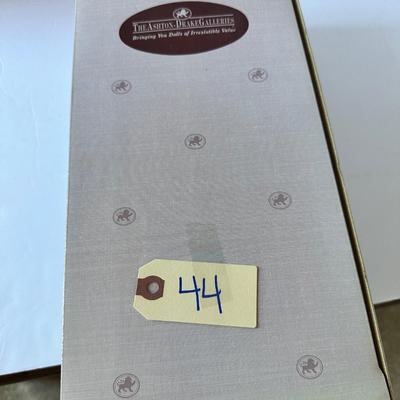 THE ASHTON-DRAKE GALLERIES
Bringing You Dolls of Irresistible Value
44